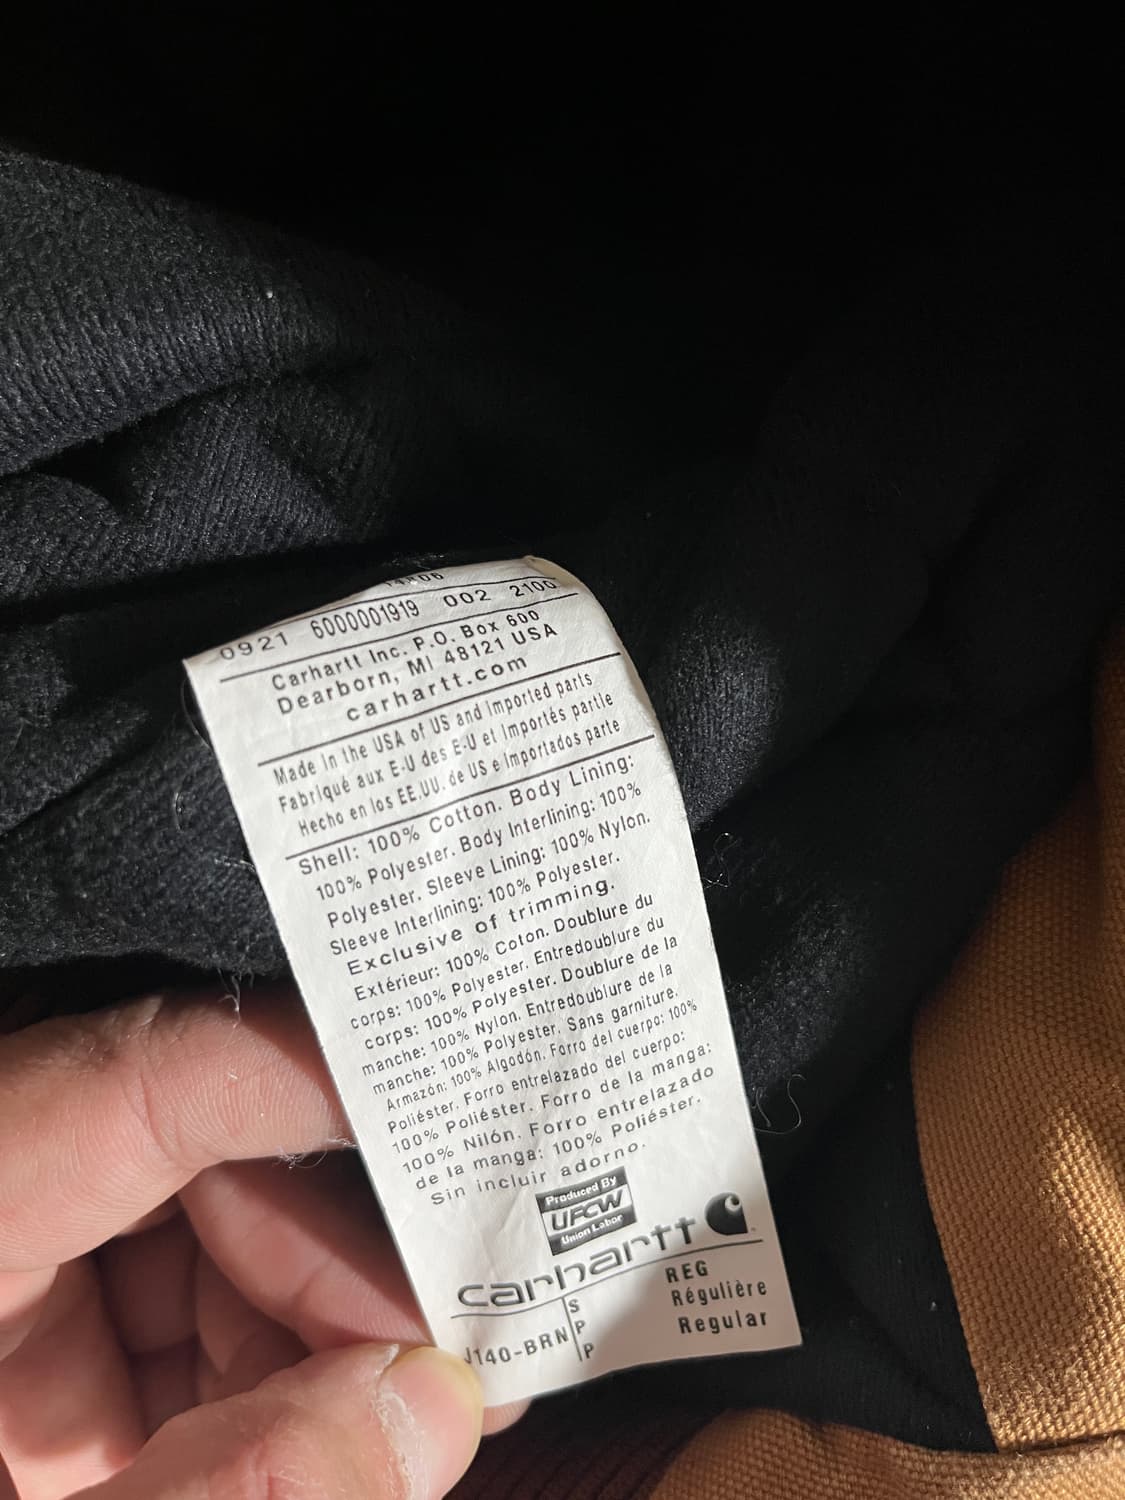 0921 6000001919 002 2100
Carhartt Inc. P.O. Box 600
Dearborn, MI 48121 USA
carhartt.com
Made In the USA of US and Imported parts
Fabriqué aux E-U des E-U et Importés partie
Hecho en los EE.UU. de US e Importados parte
Shell: 100% Cotton. Body Lining:
100% Polyester. Body Interlining: 100%
Polyester. Sleeve Lining: 100% Nylon.
Sleeve Interlining: 100% Polyester.
Exclusive of trimming.
Extérieur: 100% Coton. Doublure du
corps: 100% Polyester. Entredoublure du
corps: 100% Polyester. Doublure de la
manche: 100% Nylon. Entredoublure de la
manche: 100% Polyester. Sans garniture.
Armazón: 100% Algodón. Forro del cuerpo: 100%
Poliéster. Forro entrelazado del cuerpo:
100% Poliéster. Forro de la manga:
100% Nilón. Forro entrelazado
de la manga: 100% Poliéster.
Sin incluir adorno.
Produced By
UFCW
Union Labor
carhartt
J140-BRN
S
P
P
REG
Régulière
Regular